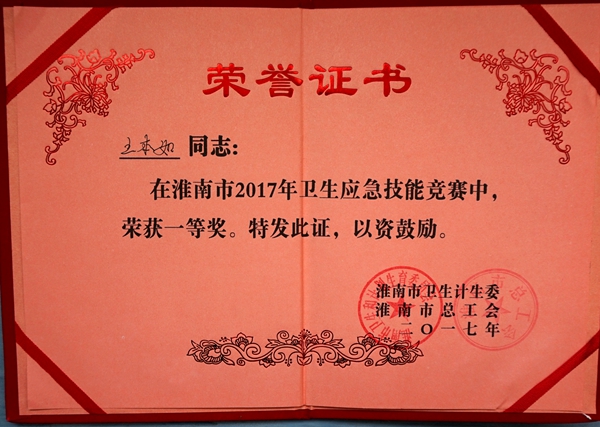 荣誉证书
王本如 同志：
在淮南市2017年卫生应急技能竞赛中，
荣获一等奖。特发此证，以资鼓励。
淮南市卫生计生委
淮南市总工会
二〇一七年